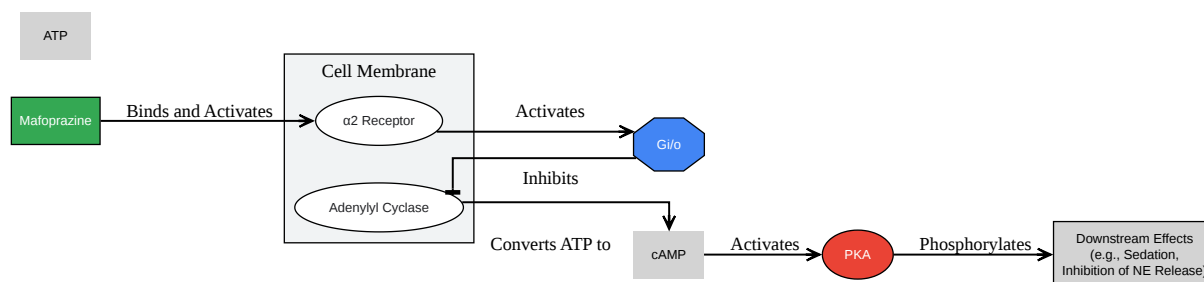 ATP
Cell Membrane
Mafoprazine
Binds and Activates
α2 Receptor
Activates
Gi/o
Inhibits
Adenylyl Cyclase
Converts ATP to
cAMP
Activates
PKA
Phosphorylates
Downstream Effects
(e.g., Sedation,
Inhibition of NE Release)